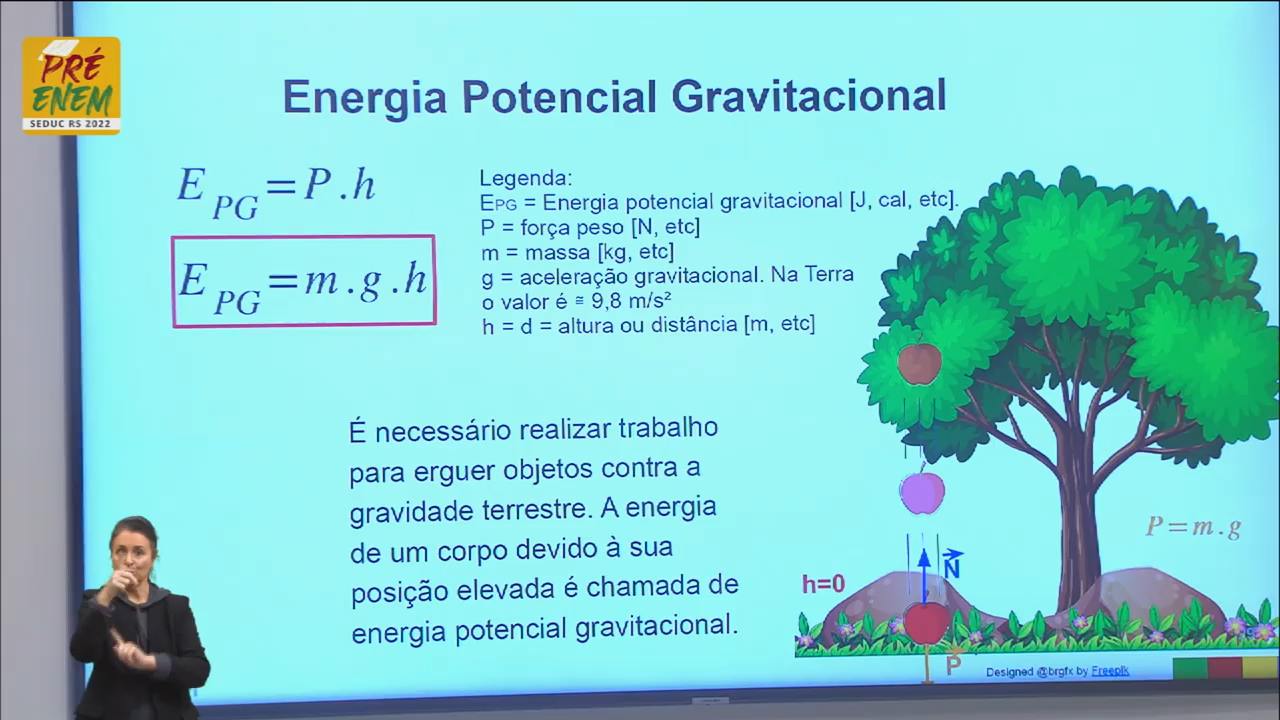 PRÉ
ENEM
SEDUC RS 2022
Energia Potencial Gravitacional
E PG = P . h
E PG = m . g . h
Legenda:
EPG = Energia potencial gravitacional [J, cal, etc].
P = força peso [N, etc]
m = massa [kg, etc]
g = aceleração gravitacional. Na Terra
o valor é ≅ 9,8 m/s²
h = d = altura ou distância [m, etc]
É necessário realizar trabalho
para erguer objetos contra a
gravidade terrestre. A energia
de um corpo devido à sua
posição elevada é chamada de
energia potencial gravitacional.
P = m . g
N
h=0
P
Designed @brgfx by Freepik